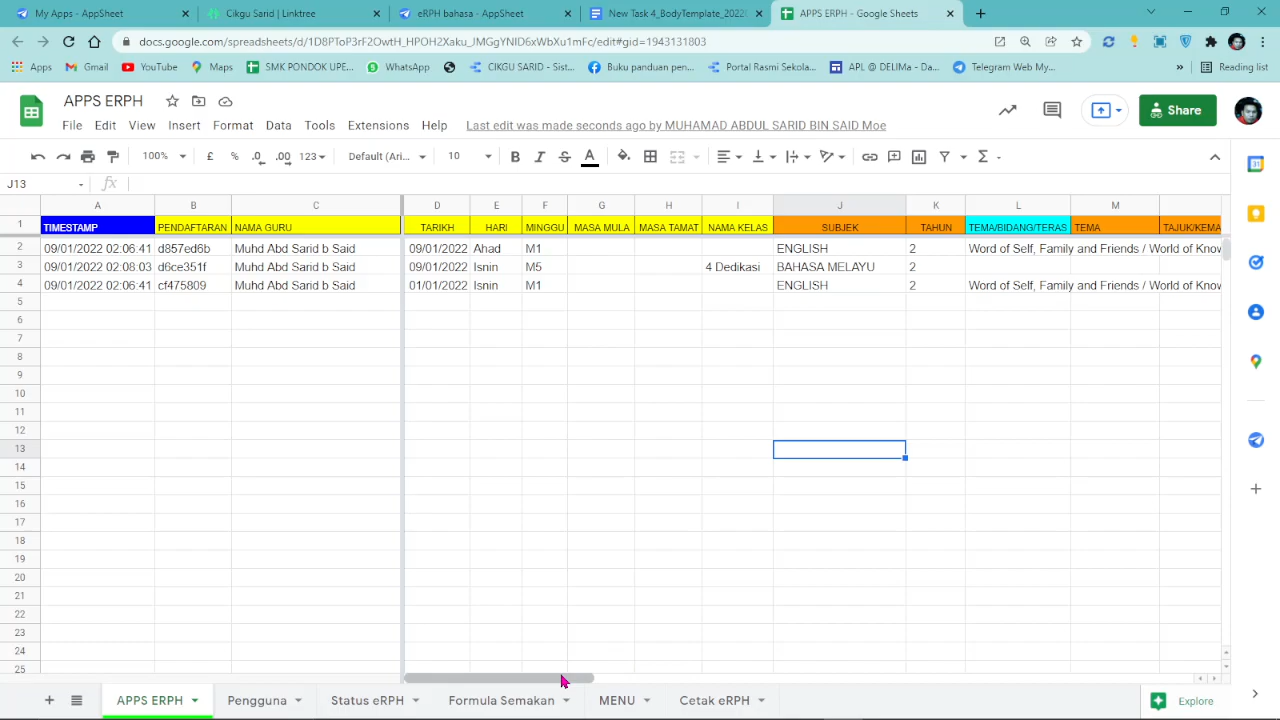 My Apps - AppSheet
Cikgu Sarid | Linktree
eRPH bahasa - AppSheet
New Task 4_BodyTemplate_2022
APPS ERPH - Google Sheets
docs.google.com/spreadsheets/d/1D8PToP3rF2OwtH_HPOH2Xaku_JMGgYNtD6xWbXu1mFc/edit#gid=1943131803
Apps
Gmail
YouTube
Maps
SMK PONDOK UPE...
WhatsApp
CIKGU SARID - Sist...
Buku panduan pen...
Portal Rasmi Sekola...
APL @ DELIMa - Da...
Telegram Web My...
»
Reading List
APPS ERPH
File Edit View Insert Format Data Tools Extensions Help Last edit was made seconds ago by MUHAMAD ABDUL SARID BIN SAID Moe
Share
100% £ % .0 .00 123 Default (Ari... 10 B I S A Σ
J13 fx
A B C D E F G H I J K L M
1 TIMESTAMP PENDAFTARAN NAMA GURU TARIKH HARI MINGGU MASA MULA MASA TAMAT NAMA KELAS SUBJEK TAHUN TEMA/BIDANG/TERAS TEMA TAJUK/KEMA
2 09/01/2022 02:06:41 d857ed6b Muhd Abd Sarid b Said 09/01/2022 Ahad M1 ENGLISH 2 Word of Self, Family and Friends / World of Know
3 09/01/2022 02:08:03 d6ce351f Muhd Abd Sarid b Said 09/01/2022 Isnin M5 4 Dedikasi BAHASA MELAYU 2
4 09/01/2022 02:06:41 cf475809 Muhd Abd Sarid b Said 01/01/2022 Isnin M1 ENGLISH 2 Word of Self, Family and Friends / World of Know
5
6
7
8
9
10
11
12
13
14
15
16
17
18
19
20
21
22
23
24
25
APPS ERPH Pengguna Status eRPH Formula Semakan MENU Cetak eRPH Explore